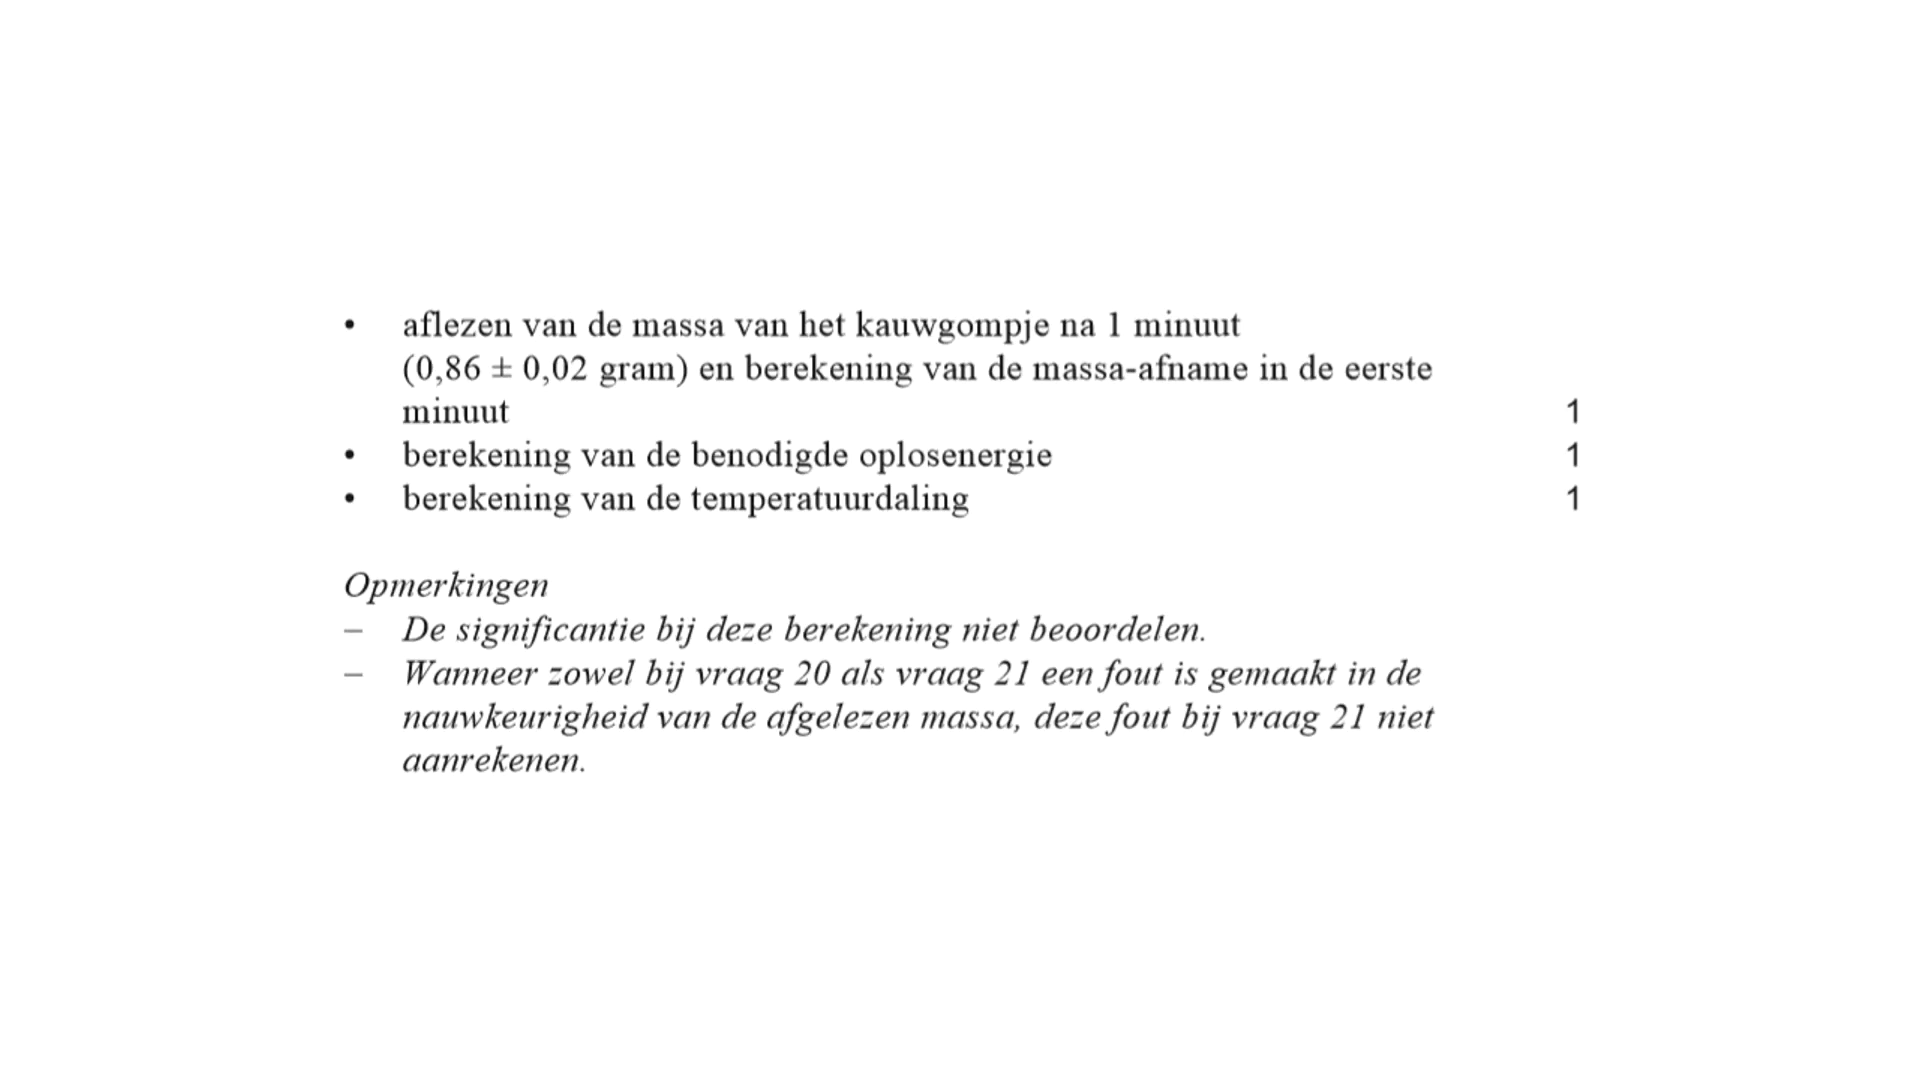 • aflezen van de massa van het kauwgompje na 1 minuut
(0,86 ± 0,02 gram) en berekening van de massa-afname in de eerste
minuut 1
• berekening van de benodigde oplosenergie 1
• berekening van de temperatuurdaling 1
Opmerkingen
– De significantie bij deze berekening niet beoordelen.
– Wanneer zowel bij vraag 20 als vraag 21 een fout is gemaakt in de
nauwkeurigheid van de afgelezen massa, deze fout bij vraag 21 niet
aanrekenen.